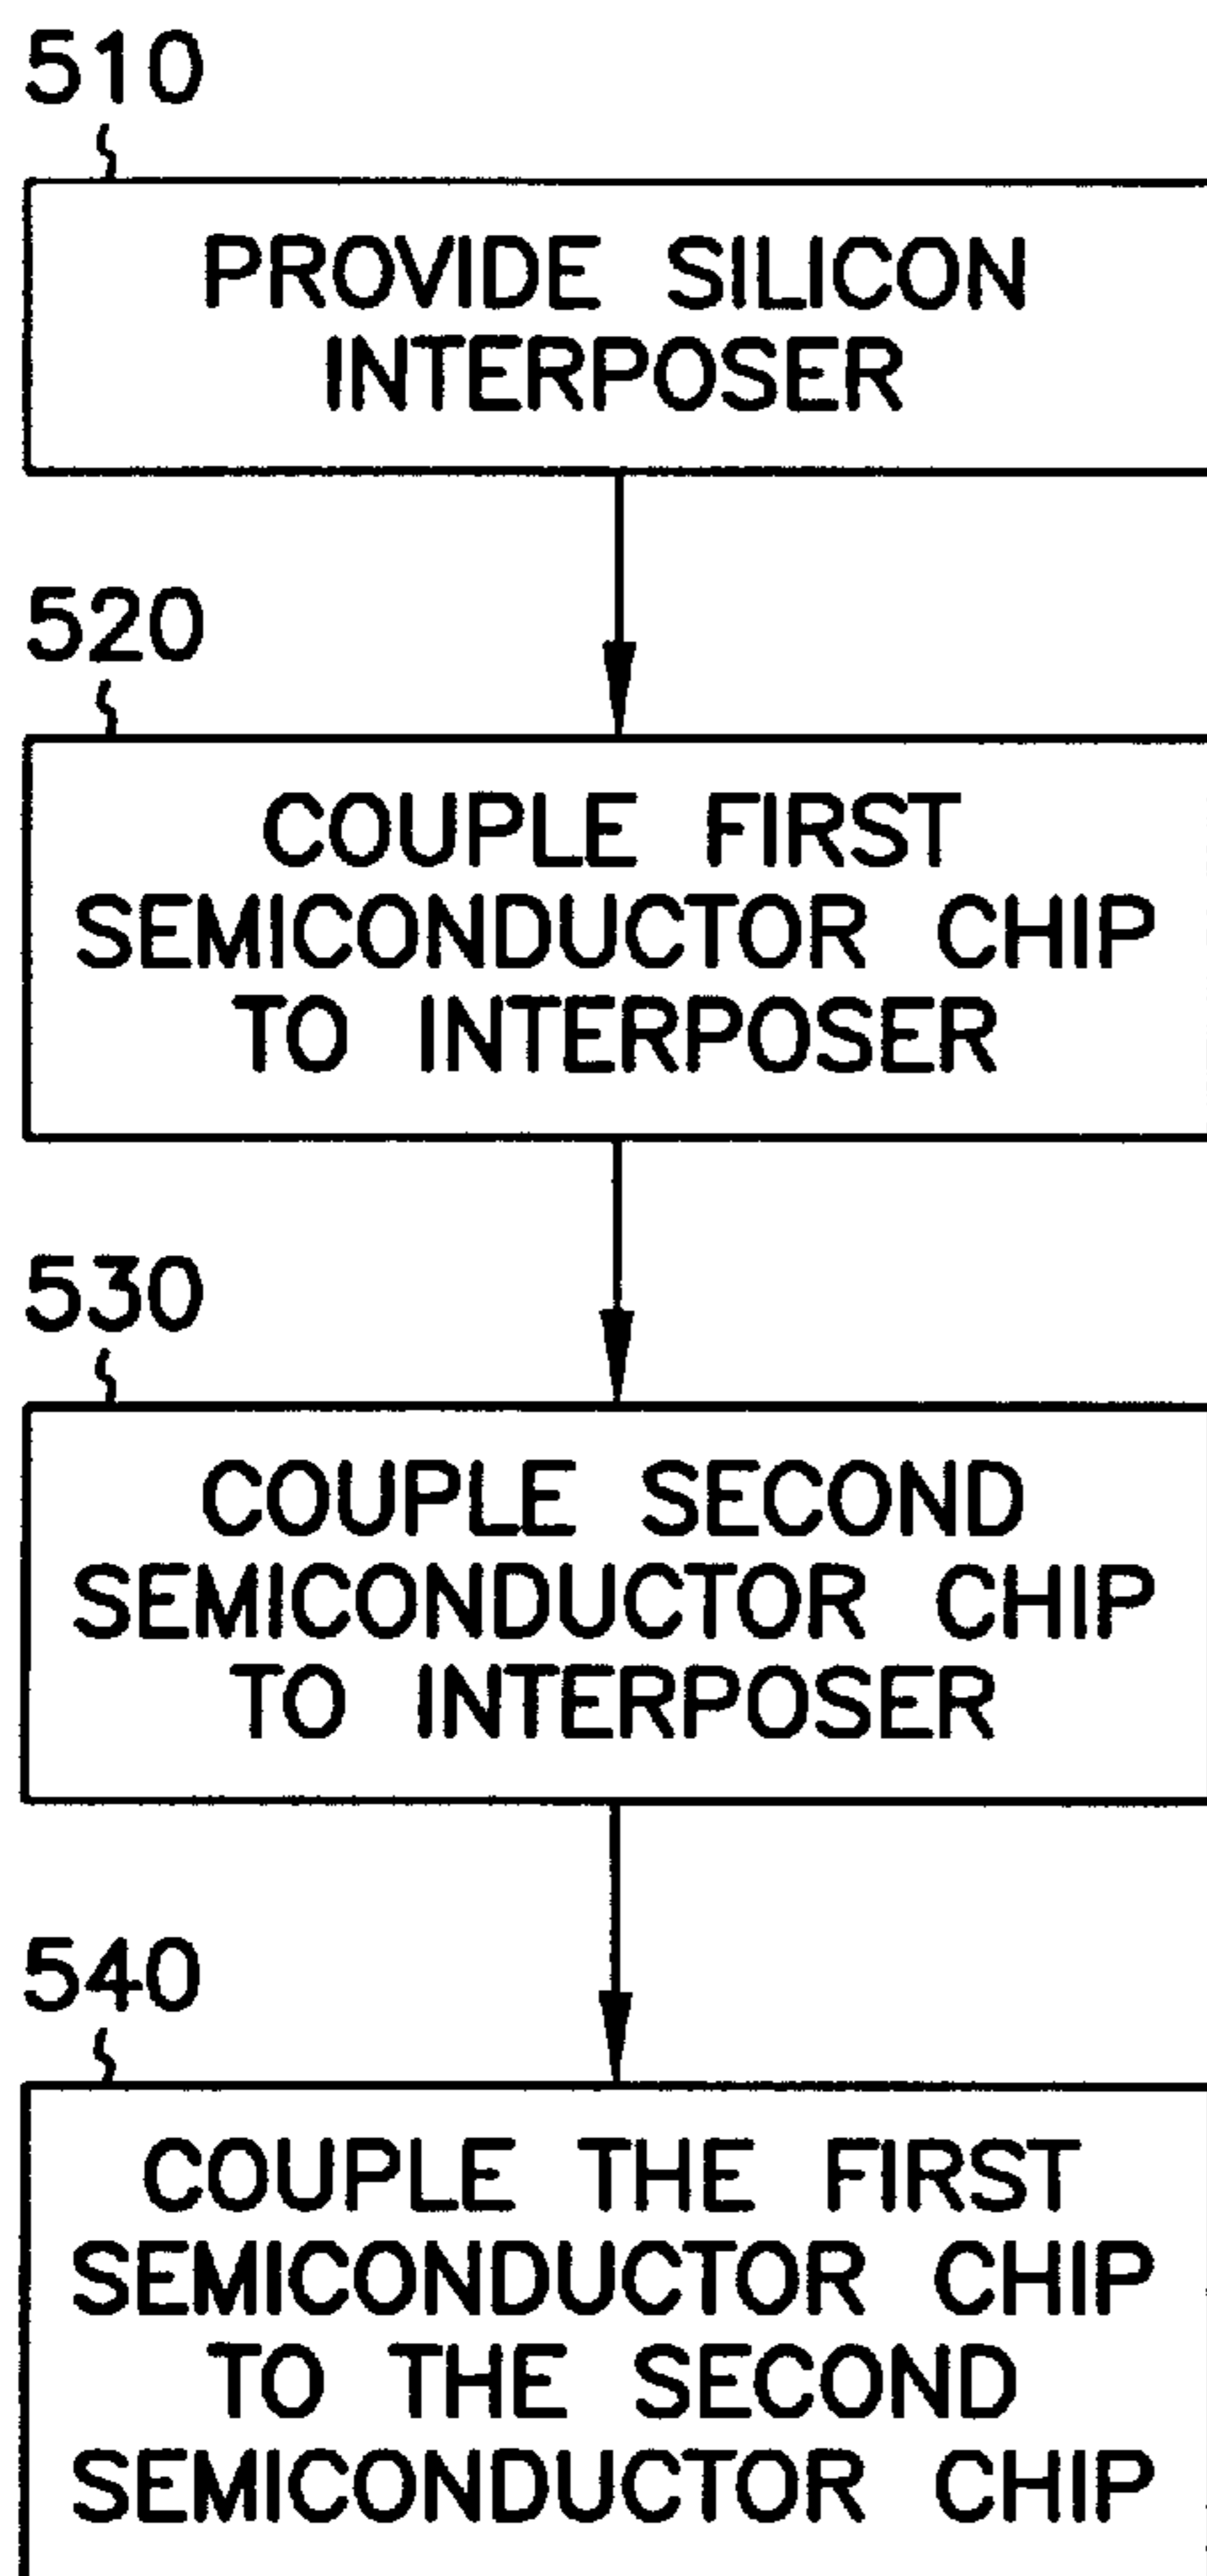 510
PROVIDE SILICON
INTERPOSER
520
COUPLE FIRST
SEMICONDUCTOR CHIP
TO INTERPOSER
530
COUPLE SECOND
SEMICONDUCTOR CHIP
TO INTERPOSER
540
COUPLE THE FIRST
SEMICONDUCTOR CHIP
TO THE SECOND
SEMICONDUCTOR CHIP